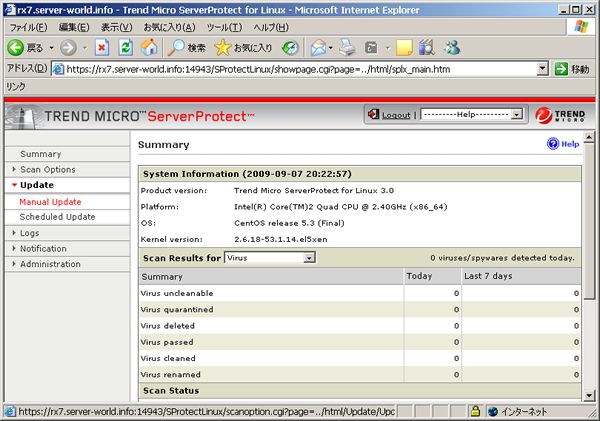 rx7.server-world.info - Trend Micro ServerProtect for Linux - Microsoft Internet Explorer
ファイル(F) 編集(E) 表示(V) お気に入り(A) ツール(T) ヘルプ(H)
戻る 検索 お気に入り
アドレス(D) https://rx7.server-world.info:14943/SProtectLinux/showpage.cgi?page=../html/splx_main.htm 移動
リンク
TREND MICRO™ ServerProtect™ Logout ---------Help--------- TREND MICRO
Summary Help
Summary
Scan Options
Update
Manual Update
Scheduled Update
Logs
Notification
Administration
System Information (2009-09-07 20:22:57)
Product version: Trend Micro ServerProtect for Linux 3.0
Platform: Intel(R) Core(TM)2 Quad CPU @ 2.40GHz (x86_64)
OS: CentOS release 5.3 (Final)
Kernel version: 2.6.18-53.1.14.el5xen
Scan Results for Virus 0 viruses/spywares detected today.
Summary Today Last 7 days
Virus uncleanable 0 0
Virus quarantined 0 0
Virus deleted 0 0
Virus passed 0 0
Virus cleaned 0 0
Virus renamed 0 0
Scan Status
https://rx7.server-world.info:14943/SProtectLinux/scanoption.cgi?page=../html/Update/Upc インターネット